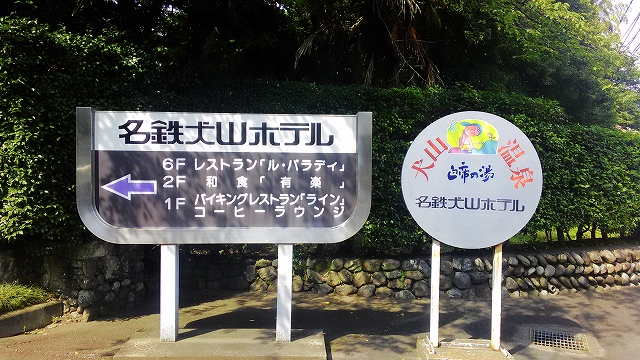 名鉄犬山ホテル
6F レストラン「ル・パラディ」
2F 和食「有楽」
1F バイキングレストラン「ライン」
コーヒーラウンジ
犬山温泉
白帝の湯
名鉄犬山ホテル